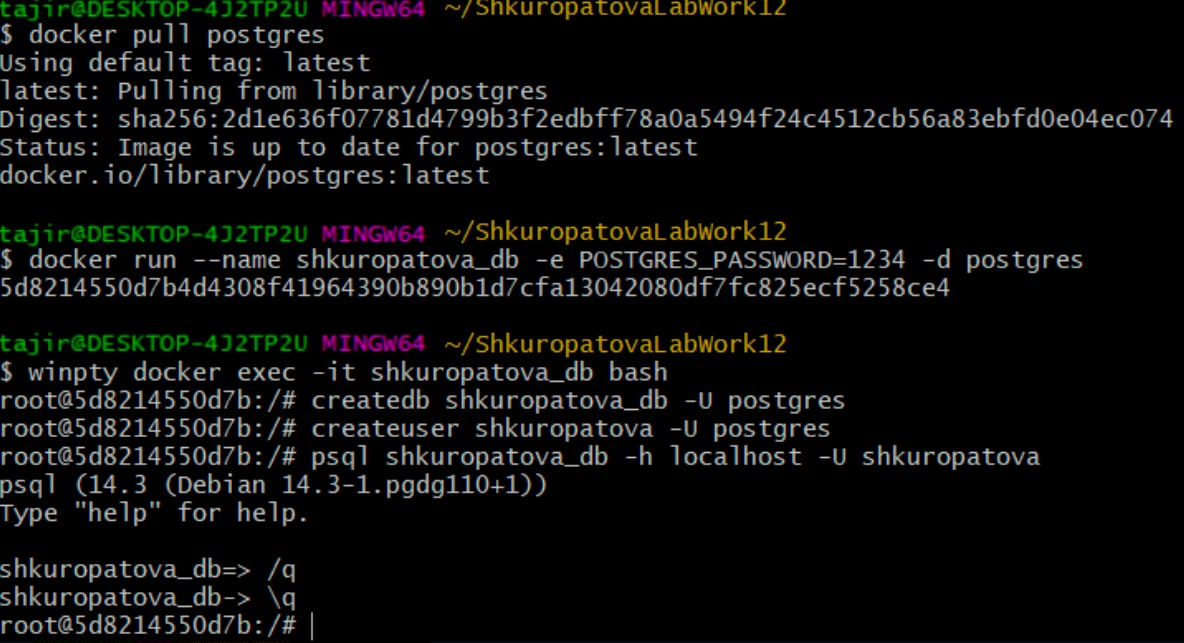 tajir@DESKTOP-4J2TP2U MINGW64 ~/ShkuropatovaLabWork12
$ docker pull postgres
Using default tag: latest
latest: Pulling from library/postgres
Digest: sha256:2d1e636f07781d4799b3f2edbff78a0a5494f24c4512cb56a83ebfd0e04ec074
Status: Image is up to date for postgres:latest
docker.io/library/postgres:latest
tajir@DESKTOP-4J2TP2U MINGW64 ~/ShkuropatovaLabWork12
$ docker run --name shkuropatova_db -e POSTGRES_PASSWORD=1234 -d postgres
5d8214550d7b4d4308f41964390b890b1d7cfa13042080df7fc825ecf5258ce4
tajir@DESKTOP-4J2TP2U MINGW64 ~/ShkuropatovaLabWork12
$ winpty docker exec -it shkuropatova_db bash
root@5d8214550d7b:/# createdb shkuropatova_db -U postgres
root@5d8214550d7b:/# createuser shkuropatova -U postgres
root@5d8214550d7b:/# psql shkuropatova_db -h localhost -U shkuropatova
psql (14.3 (Debian 14.3-1.pgdg110+1))
Type "help" for help.
shkuropatova_db=> /q
shkuropatova_db-> \q
root@5d8214550d7b:/#